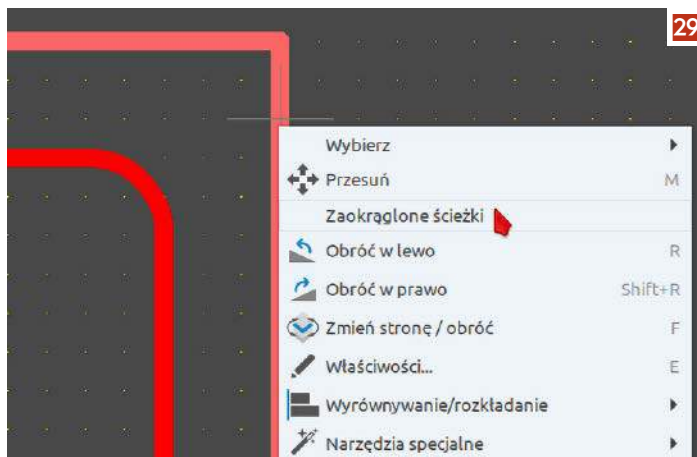 29
Wybierz
Przesuń M
Zaokrąglone ścieżki
Obróć w lewo R
Obróć w prawo Shift+R
Zmień stronę / obróć F
Właściwości... E
Wyrównywanie/rozkładanie
Narzędzia specjalne